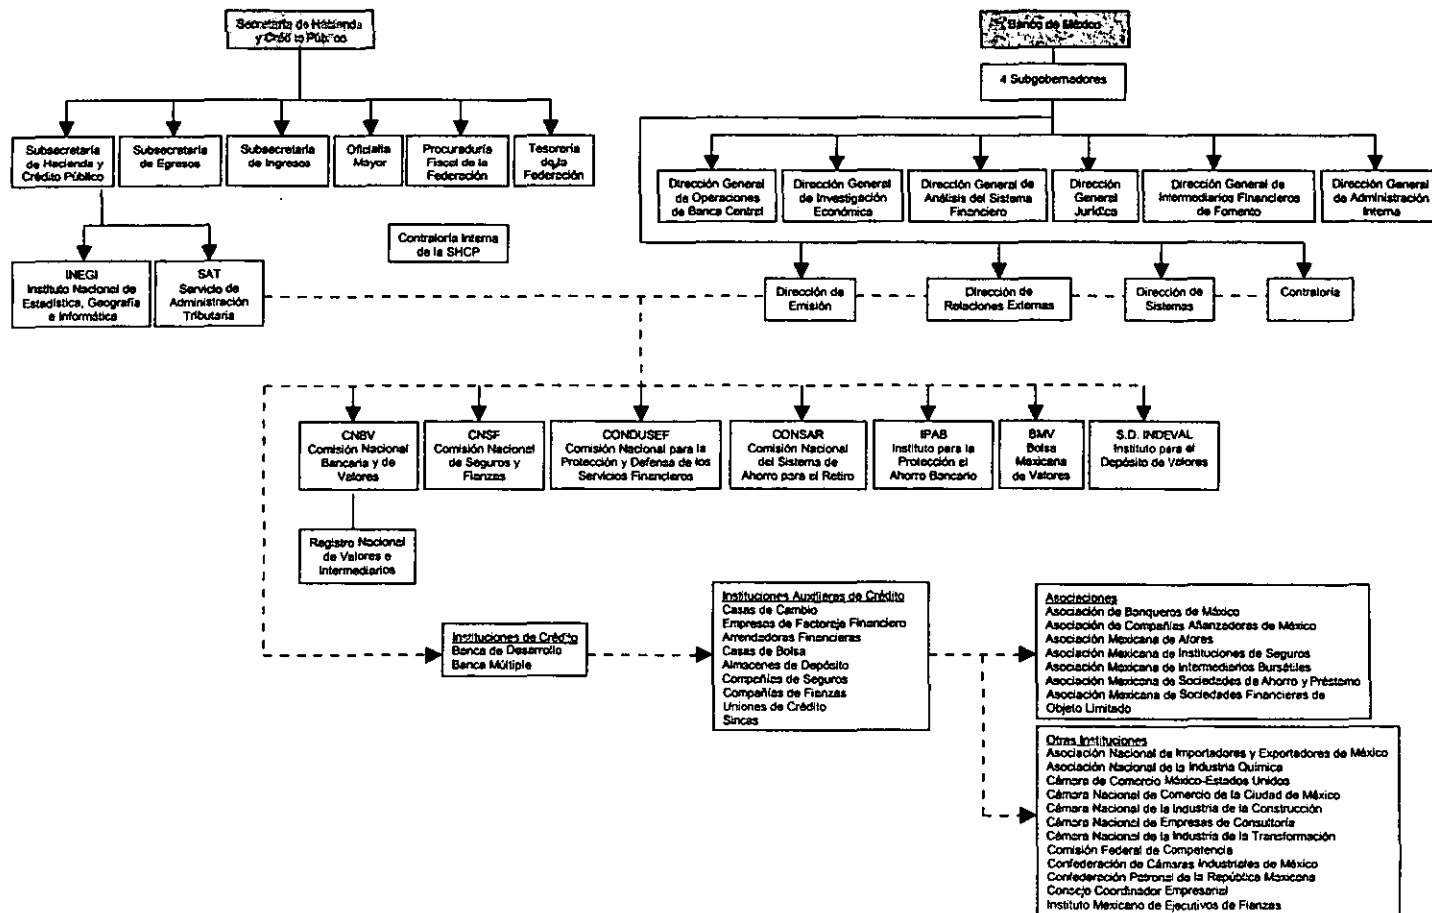 Secretaría de Hacienda
y Crédito Público
Banco de México
4 Subgobernadores
Subsecretaría
de Hacienda y
Crédito Público
Subsecretaría
de Egresos
Subsecretaría
de Ingresos
Oficialía
Mayor
Procuraduría
Fiscal de la
Federación
Tesorería
de la
Federación
Dirección General
de Operaciones
de Banca Central
Dirección General
de Investigación
Económica
Dirección General de
Análisis del Sistema
Financiero
Dirección
General
Jurídica
Dirección General de
Intermediarios Financieros
de Fomento
Dirección General
de Administración
Interna
Contraloría Interna
de la SHCP
INEGI
Instituto Nacional de
Estadística, Geografía
e Informática
SAT
Servicio de
Administración
Tributaria
Dirección de
Emisión
Dirección de
Relaciones Externas
Dirección de
Sistemas
Contraloría
CNBV
Comisión Nacional
Bancaria y de
Valores
CNSF
Comisión Nacional
de Seguros y
Fianzas
CONDUSEF
Comisión Nacional para la
Protección y Defensa de los
Servicios Financieros
CONSAR
Comisión Nacional
del Sistema de
Ahorro para el Retiro
IPAB
Instituto para la
Protección el
Ahorro Bancario
BMV
Bolsa
Mexicana
de Valores
S.D. INDEVAL
Instituto para el
Depósito de Valores
Registro Nacional
de Valores e
Intermediarios
Instituciones de Crédito
Banca de Desarrollo
Banca Múltiple
Instituciones Auxiliares de Crédito
Casas de Cambio
Empresas de Factoraje Financiero
Arrendadoras Financieras
Casas de Bolsa
Almacenes de Depósito
Compañías de Seguros
Compañías de Fianzas
Uniones de Crédito
Sincas
Asociaciones
Asociación de Banqueros de México
Asociación de Compañías Afianzadoras de México
Asociación Mexicana de Afores
Asociación Mexicana de Instituciones de Seguros
Asociación Mexicana de Intermediarios Bursátiles
Asociación Mexicana de Sociedades de Ahorro y Préstamo
Asociación Mexicana de Sociedades Financieras de
Objeto Limitado
Otras Instituciones
Asociación Nacional de Importadores y Exportadores de México
Asociación Nacional de la Industria Química
Cámara de Comercio México-Estados Unidos
Cámara Nacional de Comercio de la Ciudad de México
Cámara Nacional de la Industria de la Construcción
Cámara Nacional de Empresas de Consultoría
Cámara Nacional de la Industria de la Transformación
Comisión Federal de Competencia
Confederación de Cámaras Industriales de México
Confederación Patronal de la República Mexicana
Consejo Coordinador Empresarial
Instituto Mexicano de Ejecutivos de Fianzas